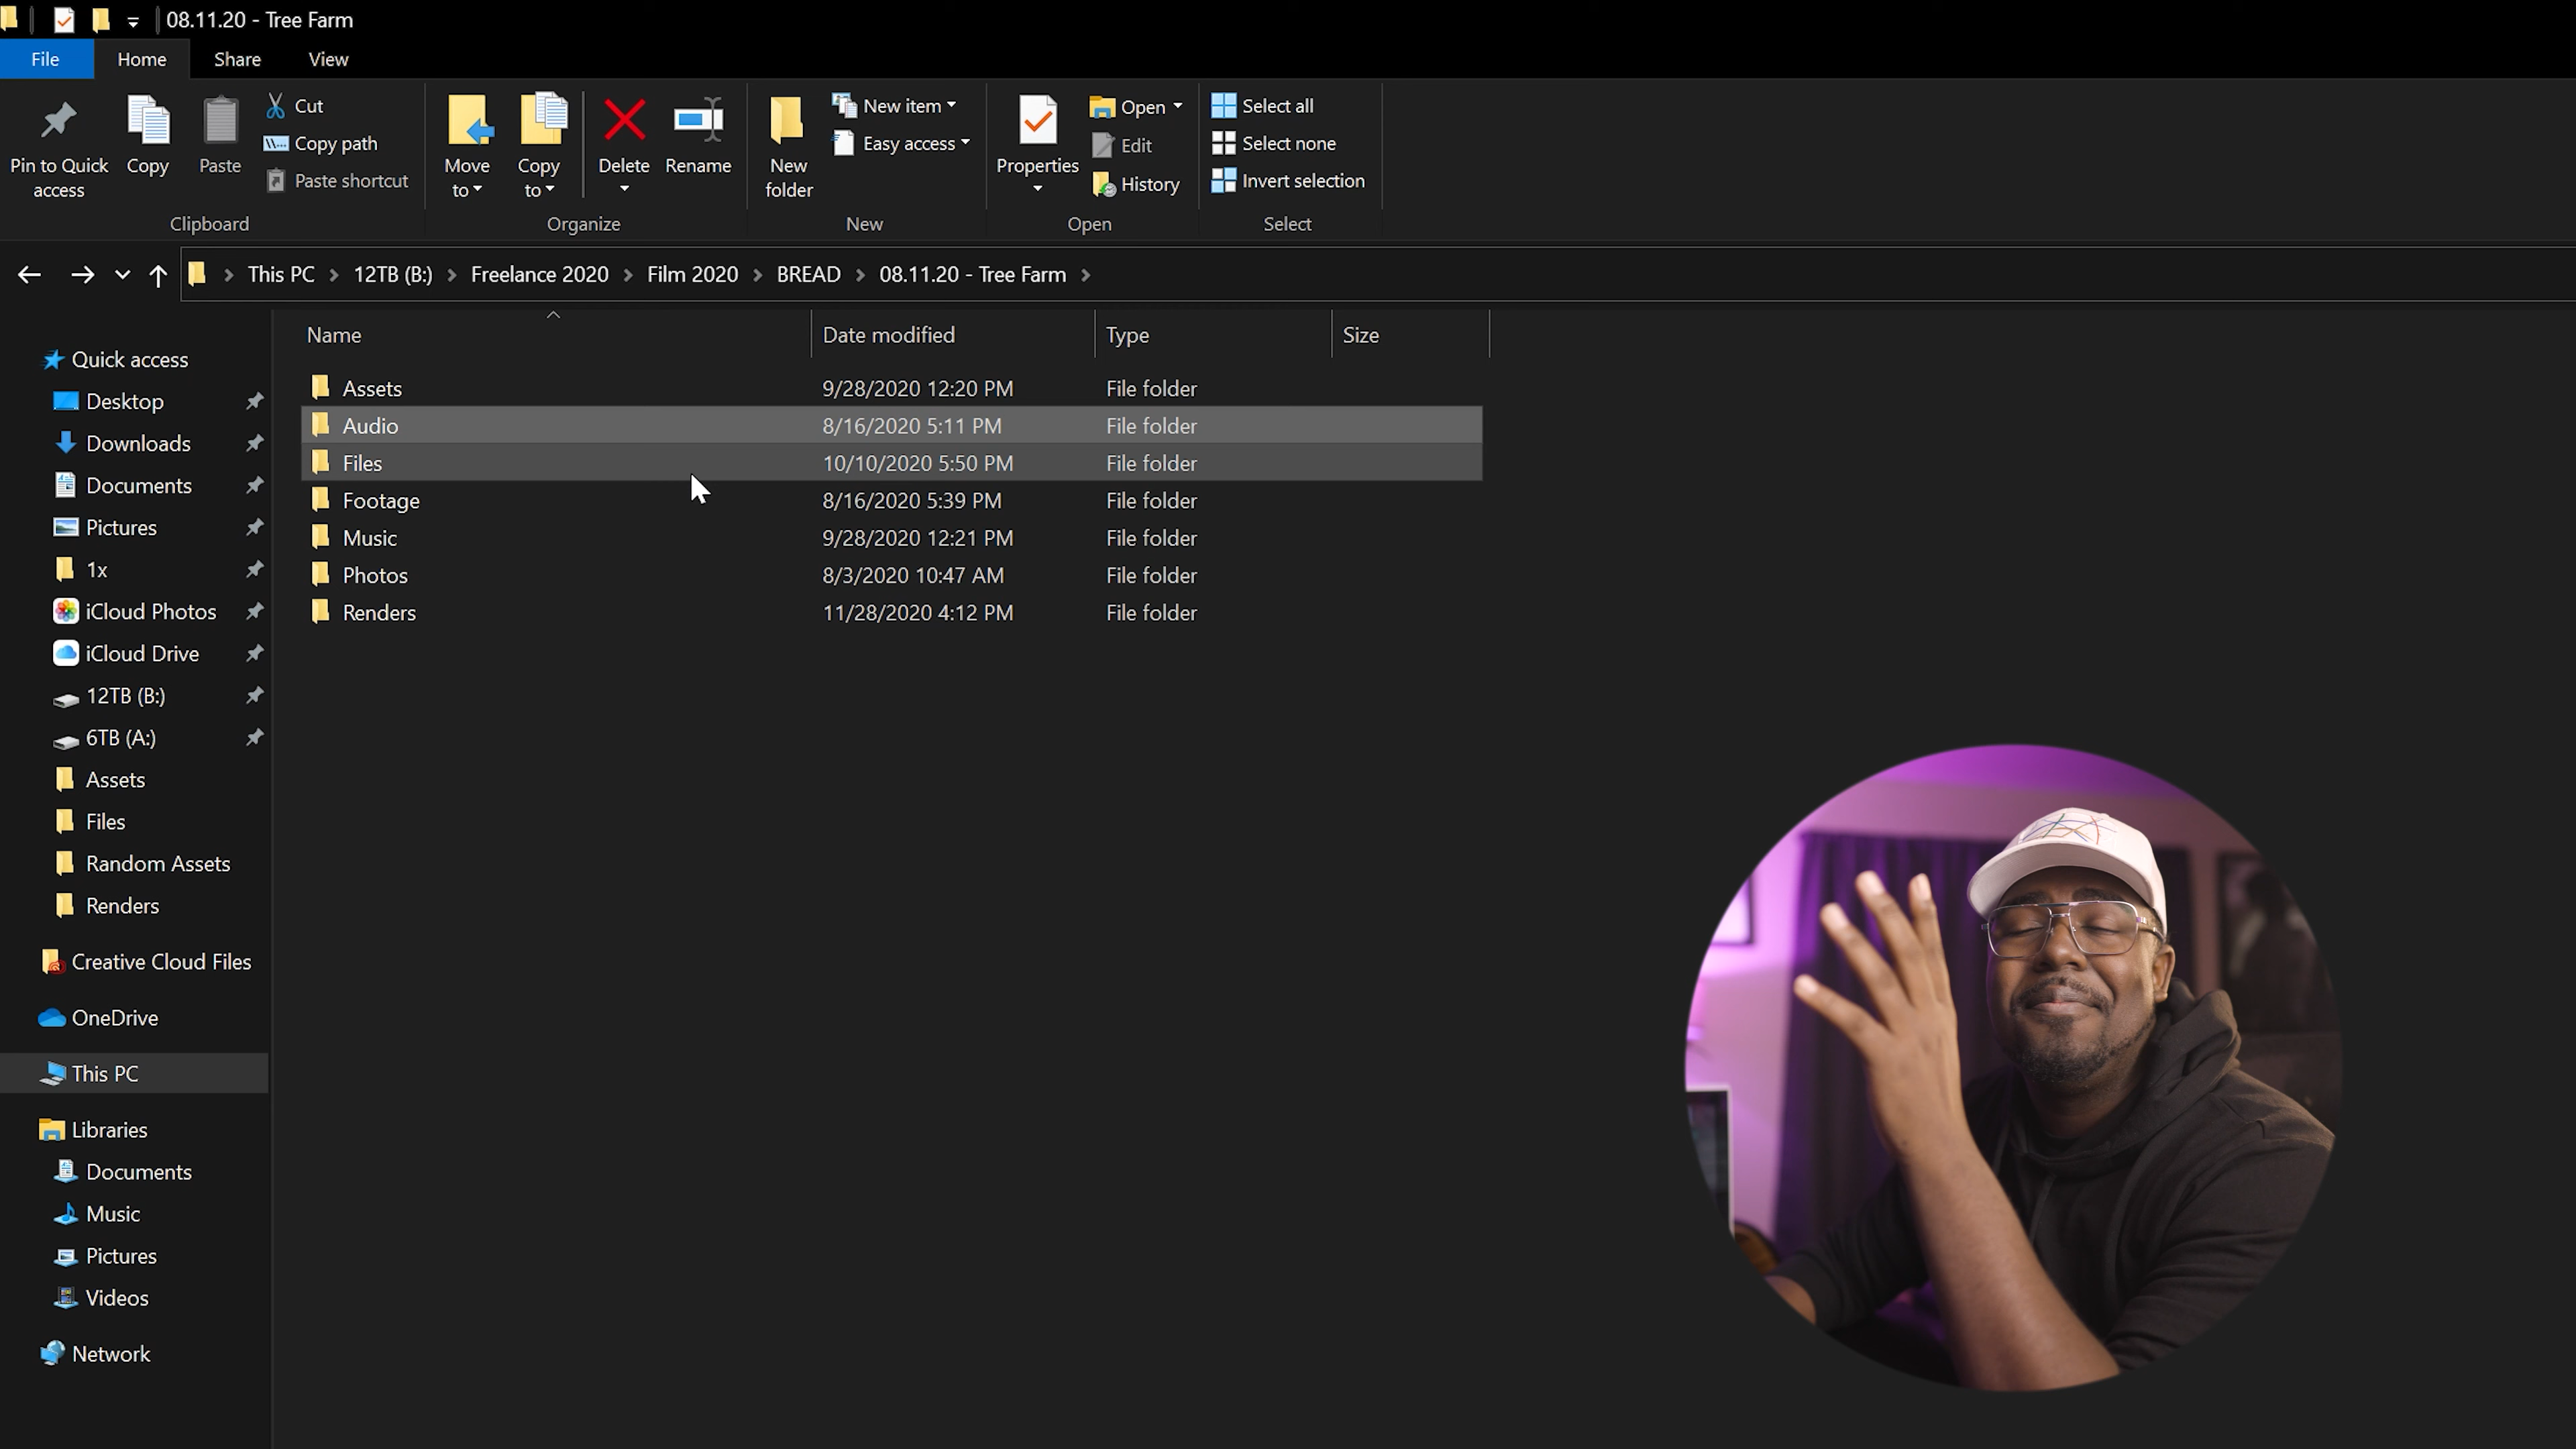 08.11.20 - Tree Farm
File Home Share View
Pin to Quick access
Copy
Paste
Cut
Copy path
Paste shortcut
Clipboard
Move to
Copy to
Delete
Rename
Organize
New folder
New item
Easy access
New
Properties
Open
Edit
History
Open
Select all
Select none
Invert selection
Select
This PC > 12TB (B:) > Freelance 2020 > Film 2020 > BREAD > 08.11.20 - Tree Farm >
Quick access
Desktop
Downloads
Documents
Pictures
1x
iCloud Photos
iCloud Drive
12TB (B:)
6TB (A:)
Assets
Files
Random Assets
Renders
Creative Cloud Files
OneDrive
This PC
Libraries
Documents
Music
Pictures
Videos
Network
Name Date modified Type Size
Assets 9/28/2020 12:20 PM File folder
Audio 8/16/2020 5:11 PM File folder
Files 10/10/2020 5:50 PM File folder
Footage 8/16/2020 5:39 PM File folder
Music 9/28/2020 12:21 PM File folder
Photos 8/3/2020 10:47 AM File folder
Renders 11/28/2020 4:12 PM File folder